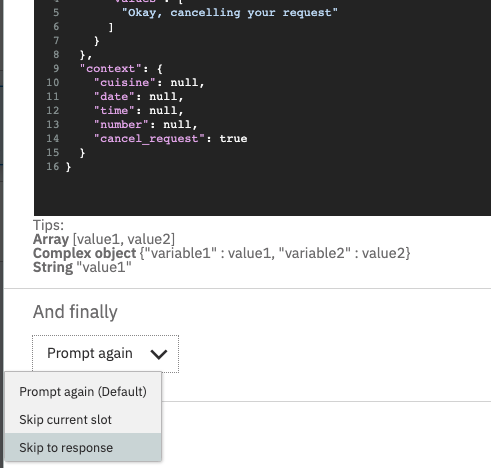 5 "Okay, cancelling your request"
6 ]
7 }
8 },
9 "context": {
10 "cuisine": null,
11 "date": null,
12 "time": null,
13 "number": null,
14 "cancel_request": true
15 }
16 }
Tips:
Array [value1, value2]
Complex object {"variable1" : value1, "variable2" : value2}
String "value1"
And finally
Prompt again
Prompt again (Default)
Skip current slot
Skip to response